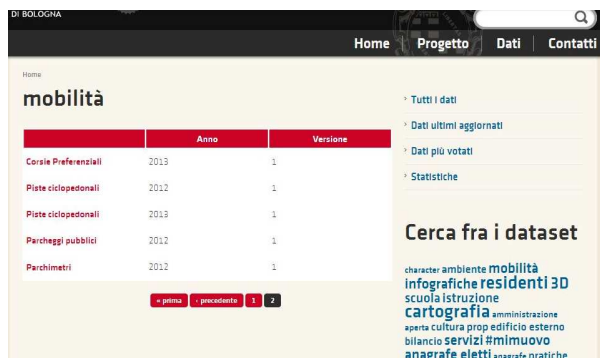 DI BOLOGNA
Home Progetto Dati Contatti
Home
mobilità
Anno Versione
Corsie Preferenziali 2013 1
Piste ciclopedonali 2012 1
Piste ciclopedonali 2013 1
Parcheggi pubblici 2012 1
Parchimetri 2012 1
« prima ‹ precedente 1 2
› Tutti i dati
› Dati ultimi aggiornati
› Dati più votati
› Statistiche
Cerca fra i dataset
character ambiente mobilità
infografiche residenti 3D
scuola istruzione
cartografia amministrazione
aperta cultura prop edificio esterno
bilancio servizi #mimuovo
anagrafe eletti anagrafe pratiche